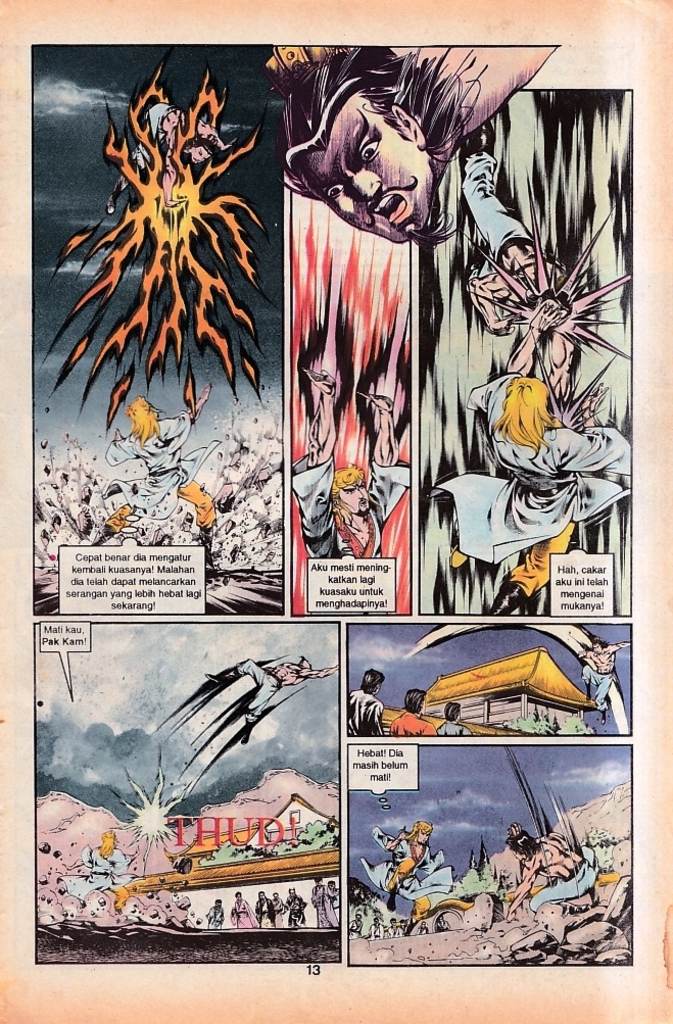 Cepat benar dia mengatur
kembali kuasanya! Malahan
dia telah dapat melancarkan
serangan yang lebih hebat lagi
sekarang!
Aku mesti mening-
katkan lagi
kuasaku untuk
menghadapinya!
Hah, cakar
aku ini telah
mengenai
mukanya!
Mati kau,
Pak Kam!
THUD!
Hebat! Dia
masih belum
mati!
13